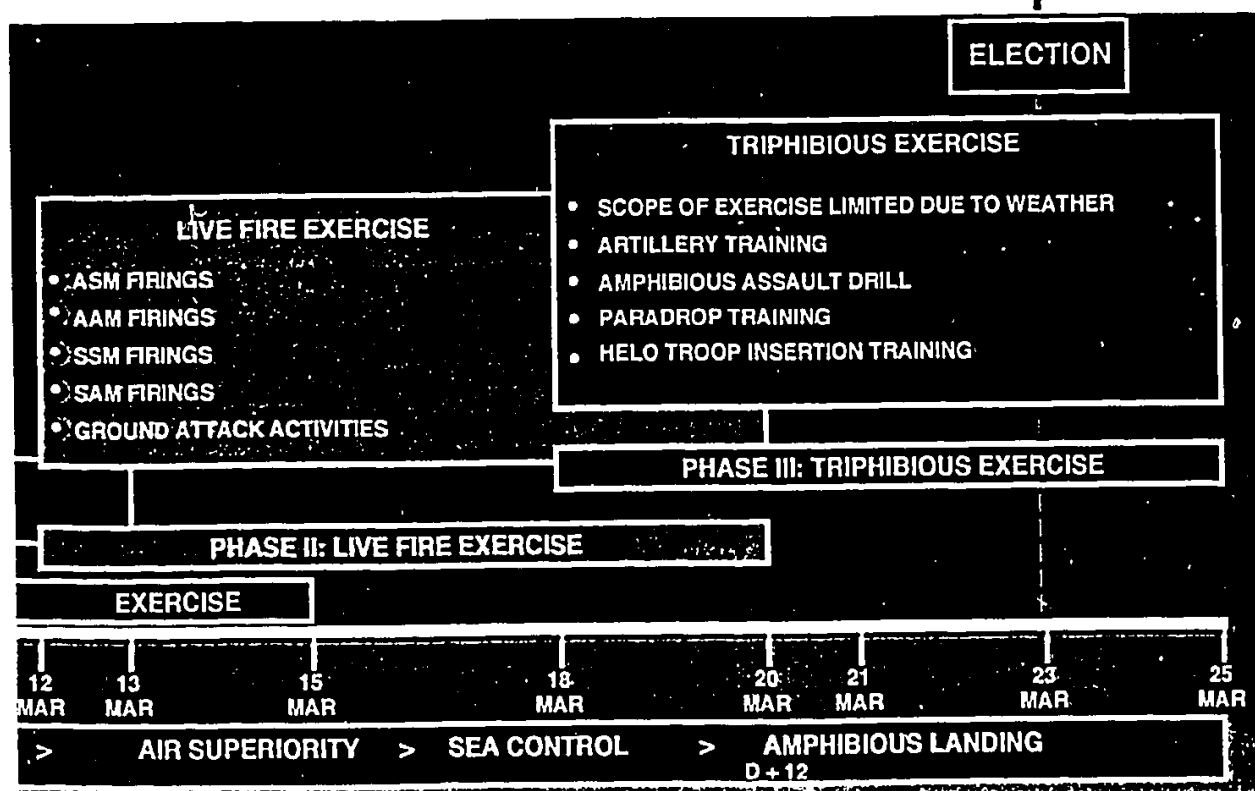 ELECTION
TRIPHIBIOUS EXERCISE
• SCOPE OF EXERCISE LIMITED DUE TO WEATHER
• ARTILLERY TRAINING
• AMPHIBIOUS ASSAULT DRILL
• PARADROP TRAINING
• HELO TROOP INSERTION TRAINING
LIVE FIRE EXERCISE
• ASM FIRINGS
• AAM FIRINGS
• SSM FIRINGS
• SAM FIRINGS
• GROUND ATTACK ACTIVITIES
PHASE III: TRIPHIBIOUS EXERCISE
PHASE II: LIVE FIRE EXERCISE
EXERCISE
12 13 15 18 20 21 23 25
MAR MAR MAR MAR MAR MAR MAR MAR
> AIR SUPERIORITY > SEA CONTROL > AMPHIBIOUS LANDING
D + 12